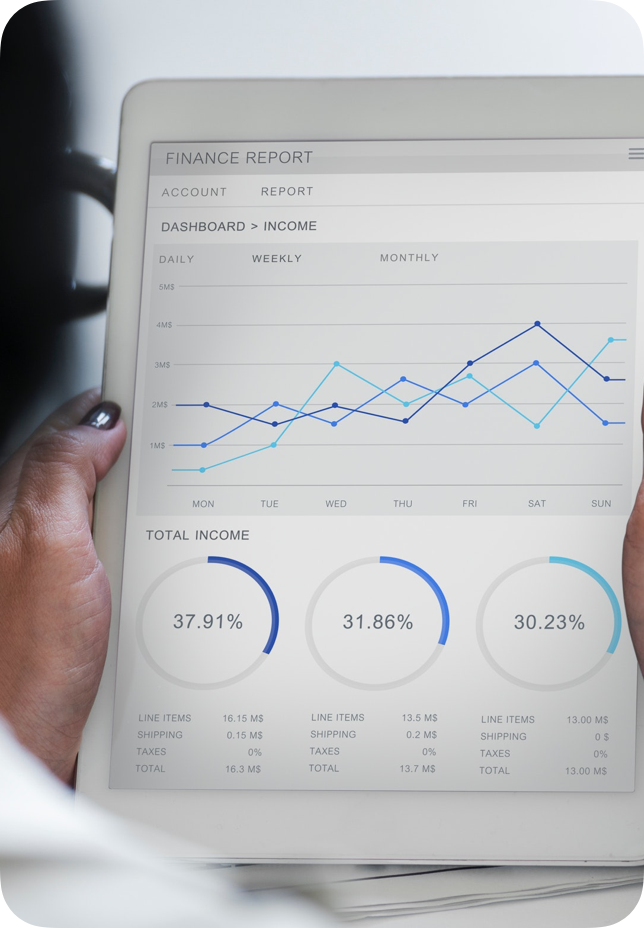 FINANCE REPORT
ACCOUNT REPORT
DASHBOARD > INCOME
DAILY WEEKLY MONTHLY
5M$
4M$
3M$
2M$
1M$
MON TUE WED THU FRI SAT SUN
TOTAL INCOME
37.91% 31.86% 30.23%
LINE ITEMS 16.15 M$ LINE ITEMS 13.5 M$ LINE ITEMS 13.00 M$
SHIPPING 0.15 M$ SHIPPING 0.2 M$ SHIPPING 0 $
TAXES 0% TAXES 0% TAXES 0%
TOTAL 16.3 M$ TOTAL 13.7 M$ TOTAL 13.00 M$